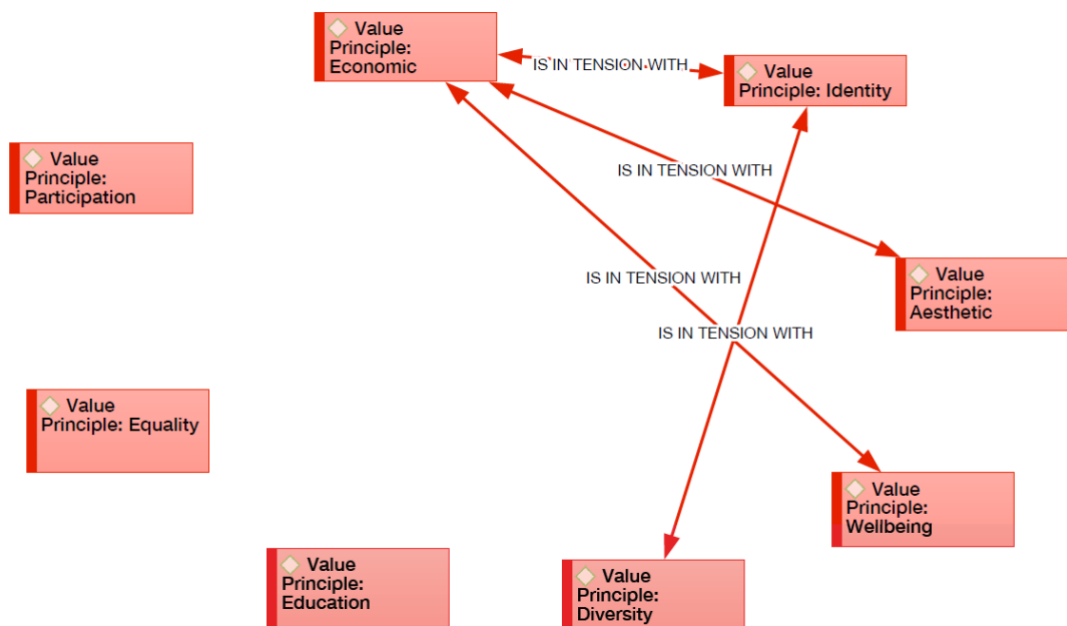 Value
Principle:
Economic
IS IN TENSION WITH
Value
Principle: Identity
Value
Principle:
Participation
IS IN TENSION WITH
Value
Principle:
Aesthetic
IS IN TENSION WITH
IS IN TENSION WITH
Value
Principle: Equality
Value
Principle:
Wellbeing
Value
Principle:
Education
Value
Principle:
Diversity